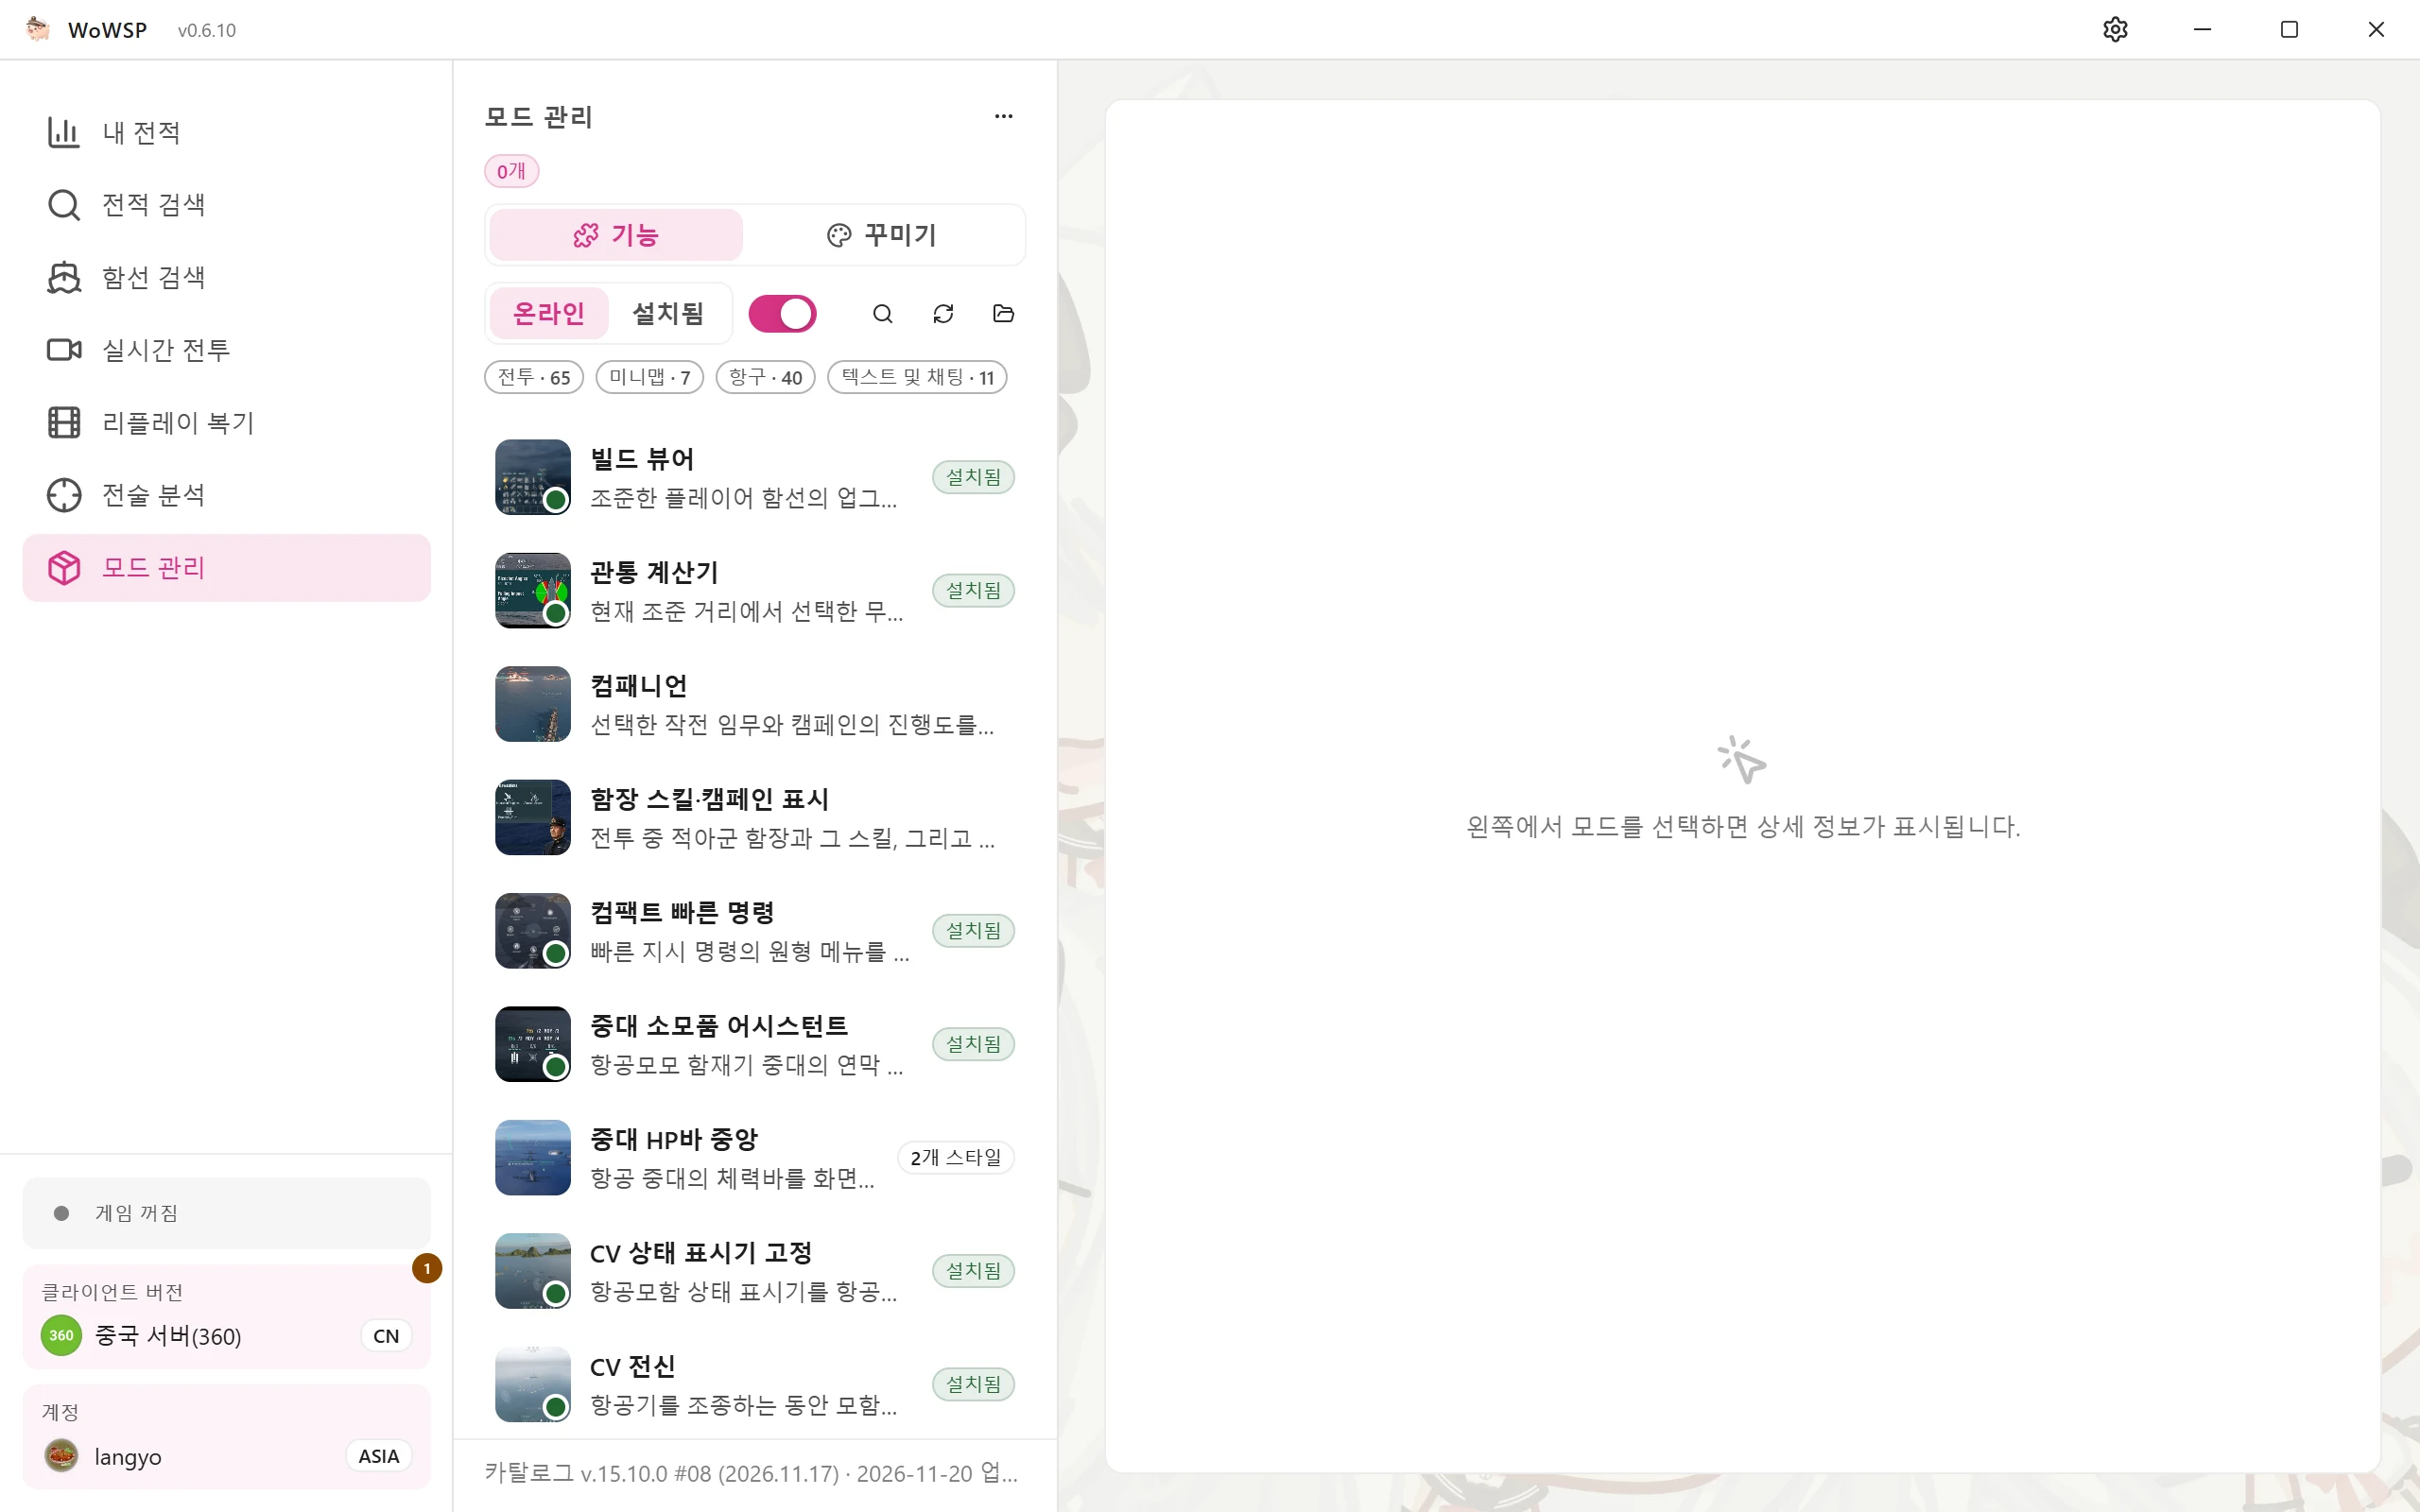 WoWSP v0.6.10
내 전적
전적 검색
함선 검색
실시간 전투
리플레이 복기
전술 분석
모드 관리
게임 꺼짐
1
클라이언트 버전
360 중국 서버(360) CN
계정
langyo ASIA
모드 관리
0개
기능 꾸미기
온라인 설치됨
전투 · 65 미니맵 · 7 항구 · 40 텍스트 및 채팅 · 11
빌드 뷰어
조준한 플레이어 함선의 업그...
설치됨
관통 계산기
현재 조준 거리에서 선택한 무...
설치됨
컴패니언
선택한 작전 임무와 캠페인의 진행도를...
함장 스킬·캠페인 표시
전투 중 적아군 함장과 그 스킬, 그리고 ...
컴팩트 빠른 명령
빠른 지시 명령의 원형 메뉴를 ...
설치됨
중대 소모품 어시스턴트
항공모모 함재기 중대의 연막 ...
설치됨
중대 HP바 중앙
항공 중대의 체력바를 화면...
2개 스타일
CV 상태 표시기 고정
항공모함 상태 표시기를 항공...
설치됨
CV 전신
항공기를 조종하는 동안 모함...
설치됨
카탈로그 v.15.10.0 #08 (2026.11.17) · 2026-11-20 업...
왼쪽에서 모드를 선택하면 상세 정보가 표시됩니다.